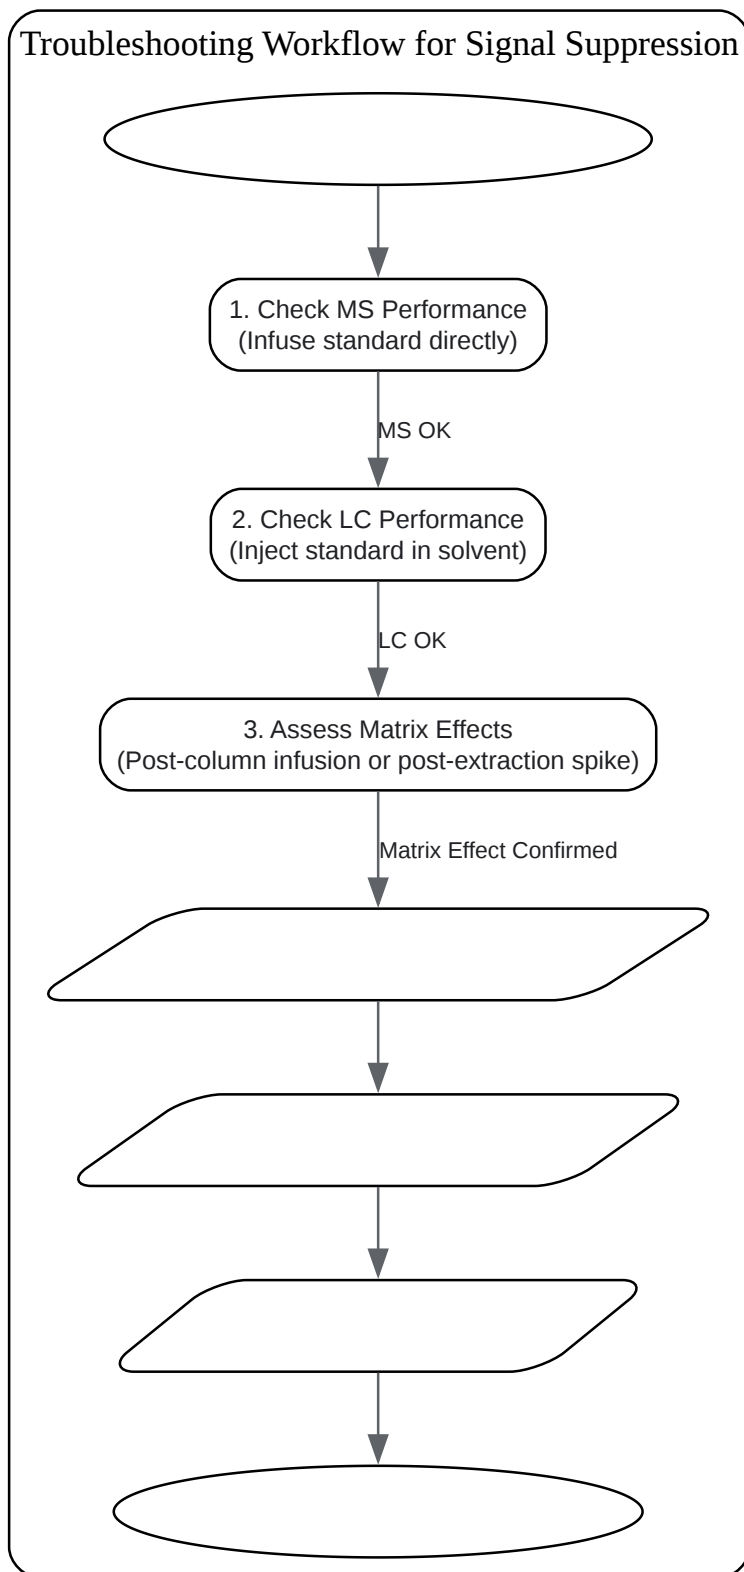 Troubleshooting Workflow for Signal Suppression
1. Check MS Performance
(Infuse standard directly)
MS OK
2. Check LC Performance
(Inject standard in solvent)
LC OK
3. Assess Matrix Effects
(Post-column infusion or post-extraction spike)
Matrix Effect Confirmed